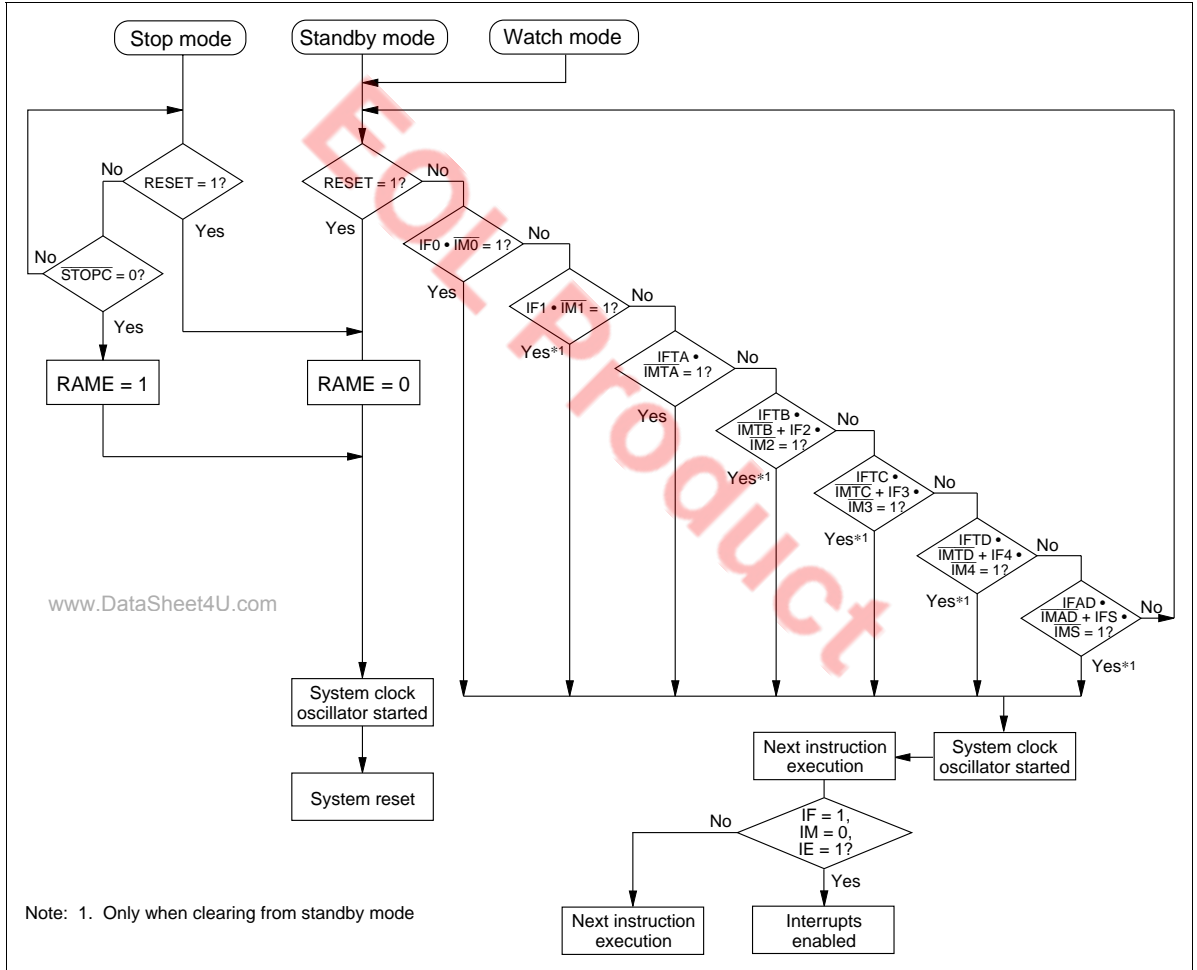 Stop mode
Standby mode
Watch mode
No
RESET = 1?
Yes
RESET = 1?
No
Yes
IF0 • IM0 = 1?
No
Yes
No
STOPC = 0?
Yes
IF1 • IM1 = 1?
No
Yes*1
RAME = 1
RAME = 0
IFTA •
IMTA = 1?
No
Yes
IFTB •
IMTB + IF2 •
IM2 = 1?
No
Yes*1
IFTC •
IMTC + IF3 •
IM3 = 1?
No
Yes*1
IFTD •
IMTD + IF4 •
IM4 = 1?
No
Yes*1
IFAD •
IMAD + IFS •
IMS = 1?
No
Yes*1
EOL Product
www.DataSheet4U.com
System clock
oscillator started
System reset
Next instruction
execution
System clock
oscillator started
IF = 1,
IM = 0,
IE = 1?
No
Yes
Next instruction
execution
Interrupts
enabled
Note: 1. Only when clearing from standby mode